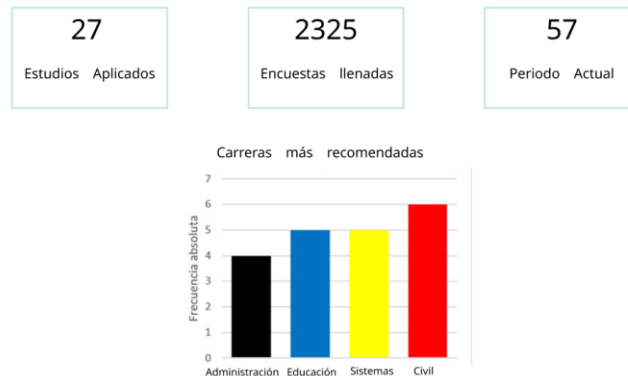 27
Estudios Aplicados
2325
Encuestas llenadas
57
Periodo Actual
Carreras más recomendadas
Frecuencia absoluta
7
6
5
4
3
2
1
0
Administración Educación Sistemas Civil